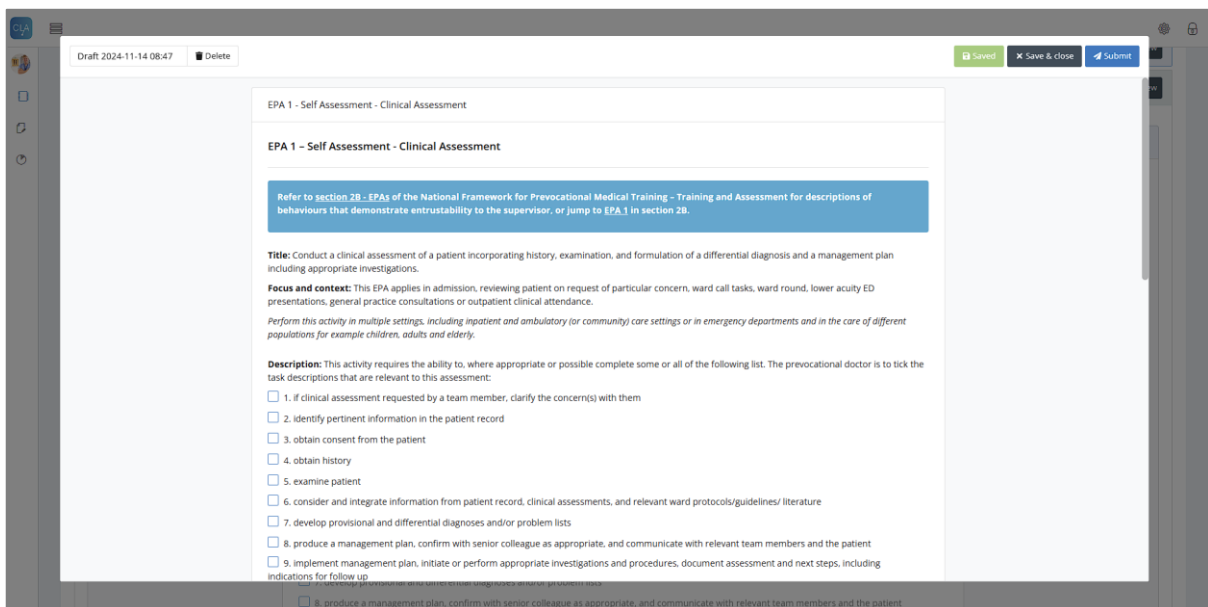 CLA
Draft 2024-11-14 08:47
Delete
Saved
Save & close
Submit
EPA 1 - Self Assessment - Clinical Assessment
EPA 1 – Self Assessment - Clinical Assessment
Refer to section 2B - EPAs of the National Framework for Prevocational Medical Training – Training and Assessment for descriptions of
behaviours that demonstrate entrustability to the supervisor, or jump to EPA 1 in section 2B.
Title: Conduct a clinical assessment of a patient incorporating history, examination, and formulation of a differential diagnosis and a management plan
including appropriate investigations.
Focus and context: This EPA applies in admission, reviewing patient on request of particular concern, ward call tasks, ward round, lower acuity ED
presentations, general practice consultations or outpatient clinical attendance.
Perform this activity in multiple settings, including inpatient and ambulatory (or community) care settings or in emergency departments and in the care of different
populations for example children, adults and elderly.
Description: This activity requires the ability to, where appropriate or possible complete some or all of the following list. The prevocational doctor is to tick the
task descriptions that are relevant to this assessment:
1. if clinical assessment requested by a team member, clarify the concern(s) with them
2. identify pertinent information in the patient record
3. obtain consent from the patient
4. obtain history
5. examine patient
6. consider and integrate information from patient record, clinical assessments, and relevant ward protocols/guidelines/ literature
7. develop provisional and differential diagnoses and/or problem lists
8. produce a management plan, confirm with senior colleague as appropriate, and communicate with relevant team members and the patient
9. implement management plan, initiate or perform appropriate investigations and procedures, document assessment and next steps, including
indications for follow up
7. develop provisional and differential diagnoses and/or problem lists
8. produce a management plan, confirm with senior colleague as appropriate, and communicate with relevant team members and the patient